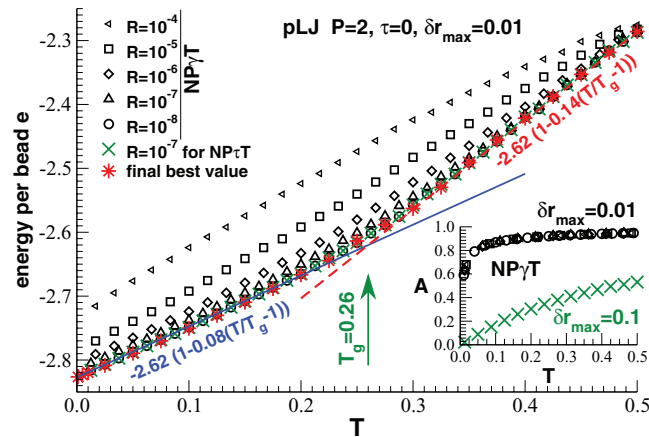 pLJ P=2, τ=0, δr_max=0.01
R=10^-4
R=10^-5
R=10^-6
R=10^-7
R=10^-8
NPγT
R=10^-7 for NPτT
final best value
energy per bead e
-2.3
-2.4
-2.5
-2.6
-2.7
-2.8
-2.62 (1-0.14(T/T_g-1))
-2.62 (1-0.08(T/T_g-1))
T_g=0.26
0.0 0.1 0.2 0.3 0.4 0.5
T
δr_max=0.01
NPγT
δr_max=0.1
A
1.0
0.8
0.6
0.4
0.2
0.0
0.0 0.1 0.2 0.3 0.4 0.5
T